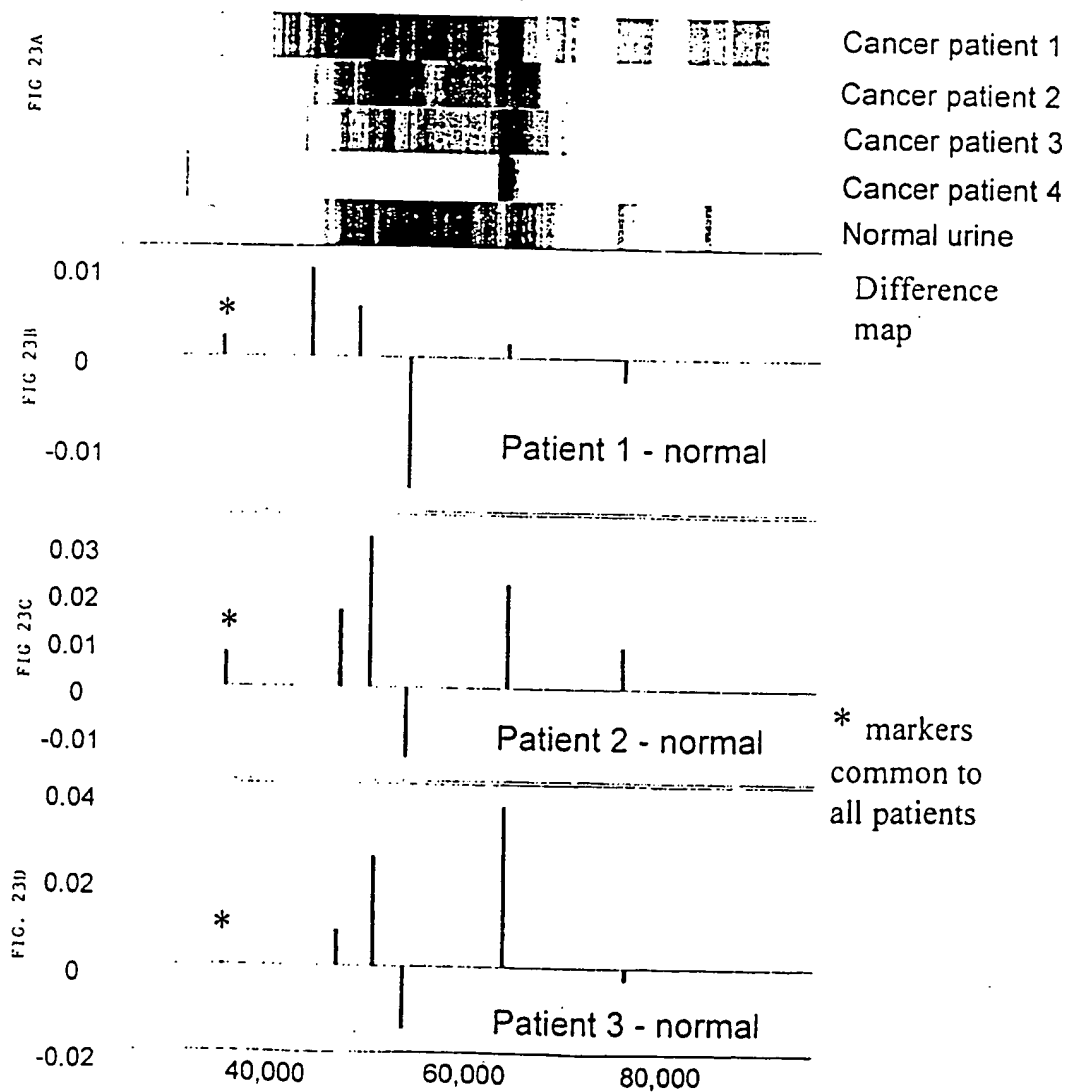 FIG 23A
Cancer patient 1
Cancer patient 2
Cancer patient 3
Cancer patient 4
Normal urine
FIG 23B
0.01
0
-0.01
*
Difference
map
Patient 1 - normal
FIG 23C
0.03
0.02
0.01
0
-0.01
*
Patient 2 - normal
* markers
common to
all patients
FIG. 23D
0.04
0.02
0
-0.02
*
Patient 3 - normal
40,000
60,000
80,000